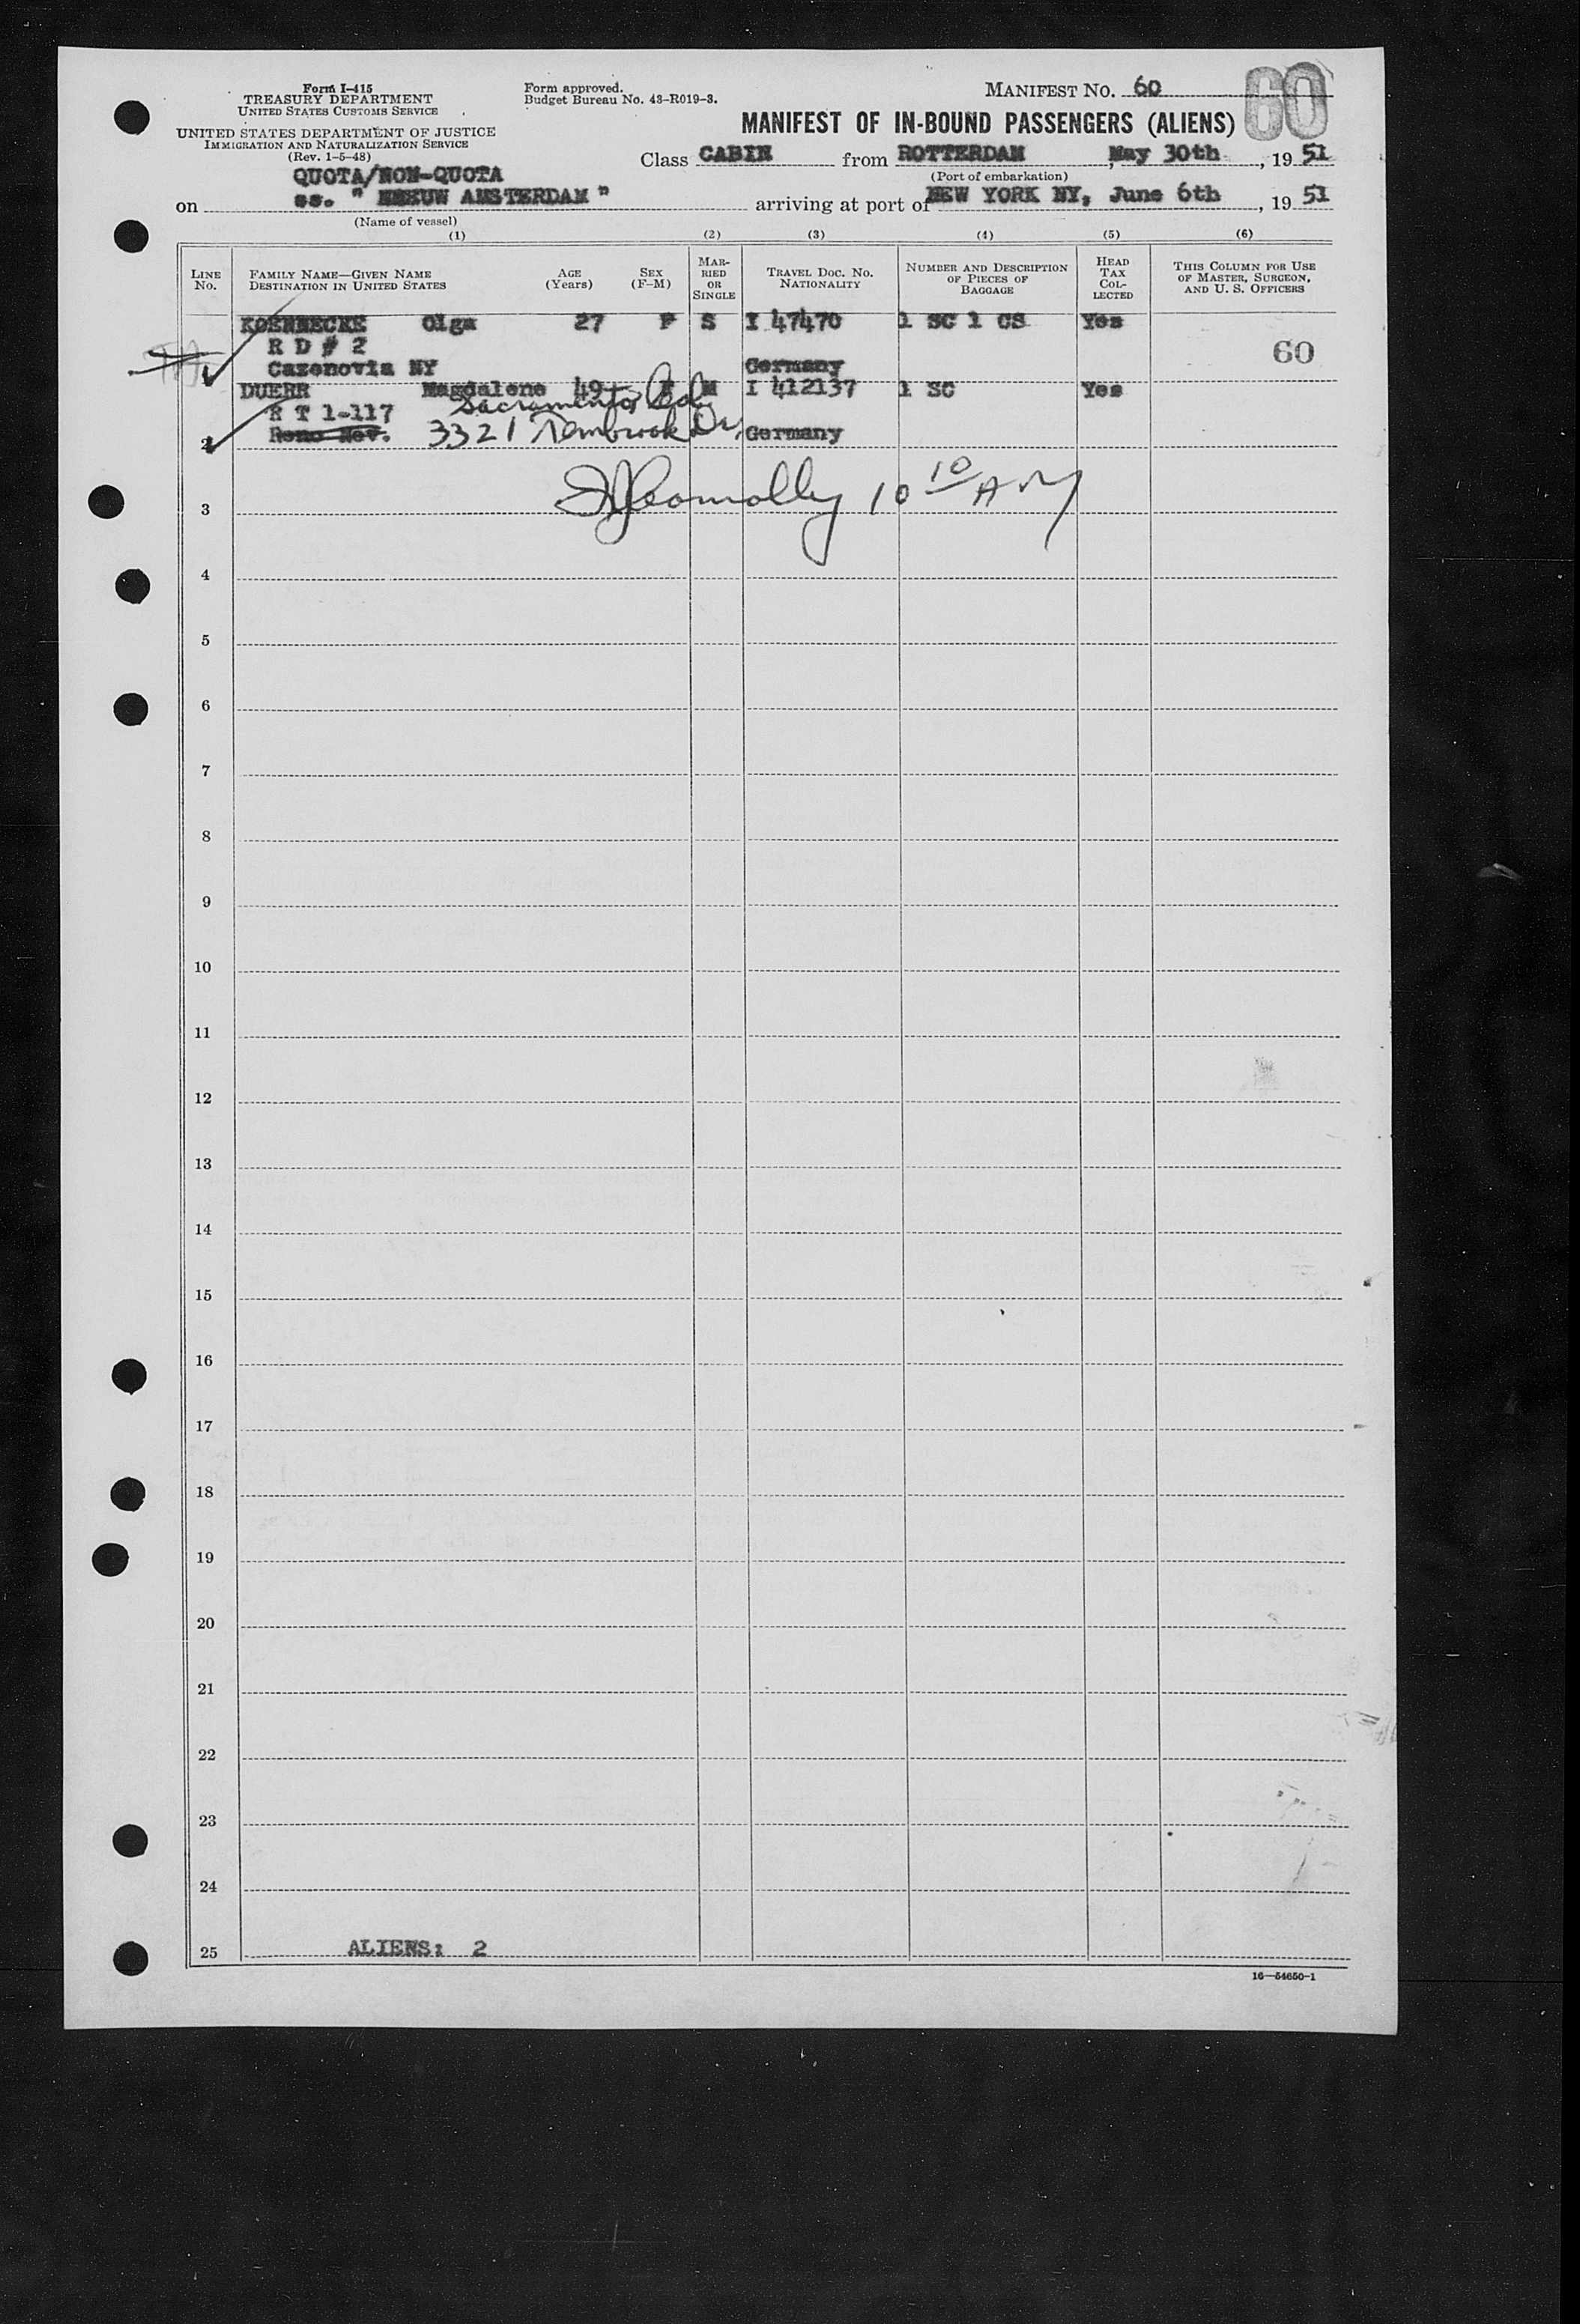 Form I-415
TREASURY DEPARTMENT
UNITED STATES CUSTOMS SERVICE
UNITED STATES DEPARTMENT OF JUSTICE
IMMIGRATION AND NATURALIZATION SERVICE
(Rev. 1-5-48)
Form approved.
Budget Bureau No. 43-R019-3.
MANIFEST NO. 60
60
MANIFEST OF IN-BOUND PASSENGERS (ALIENS)
Class CABIN from ROTTERDAM, May 30th, 1951
(Port of embarkation)
QUOTA/NON-QUOTA
on ss. " NIEUW AMSTERDAM " arriving at port of NEW YORK NY, June 6th, 1951
(Name of vessel)
(1) (2) (3) (4) (5) (6)
LINE No. FAMILY NAME—GIVEN NAME DESTINATION IN UNITED STATES AGE (Years) SEX (F-M) MARRIED OR SINGLE TRAVEL DOC. NO. NATIONALITY NUMBER AND DESCRIPTION OF PIECES OF BAGGAGE HEAD TAX COLLECTED THIS COLUMN FOR USE OF MASTER, SURGEON, AND U. S. OFFICERS
KOENNECKE Olga 27 F S I 47470 1 SC 1 CS Yes
R D # 2
60
Cazenovia NY Germany
DUERR Magdalene 49 F M I 412137 1 SC Yes
Sacramento
R T 1-117
2 Reno Nev. 3321 Dr. Germany
10 10 AM
3
4
5
6
7
8
9
10
11
12
13
14
15
16
17
18
19
20
21
22
23
24
25 ALIENS: 2
16—54650-1